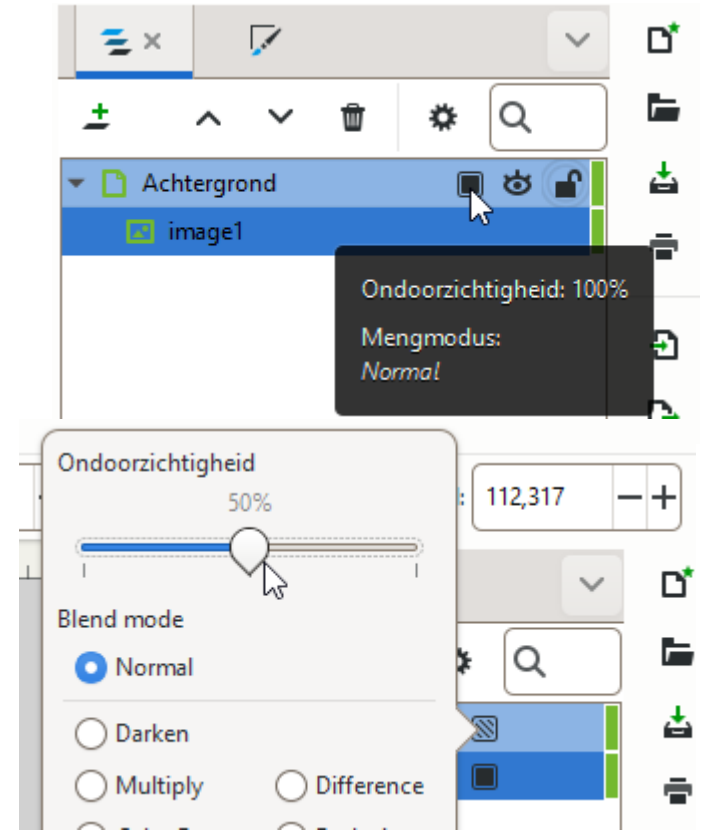 Achtergrond
image1
Ondoorzichtigheid: 100%
Mengmodus:
Normal
Ondoorzichtigheid
50%
112,317
Blend mode
Normal
Darken
Multiply
Difference